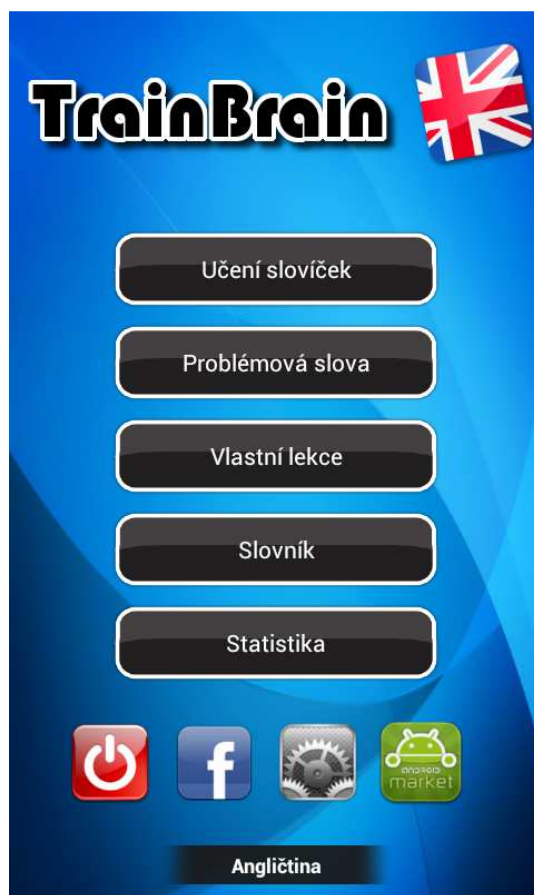 TrainBrain
Učení slovíček
Problémová slova
Vlastní lekce
Slovník
Statistika
f
ANDROID
market
Angličtina